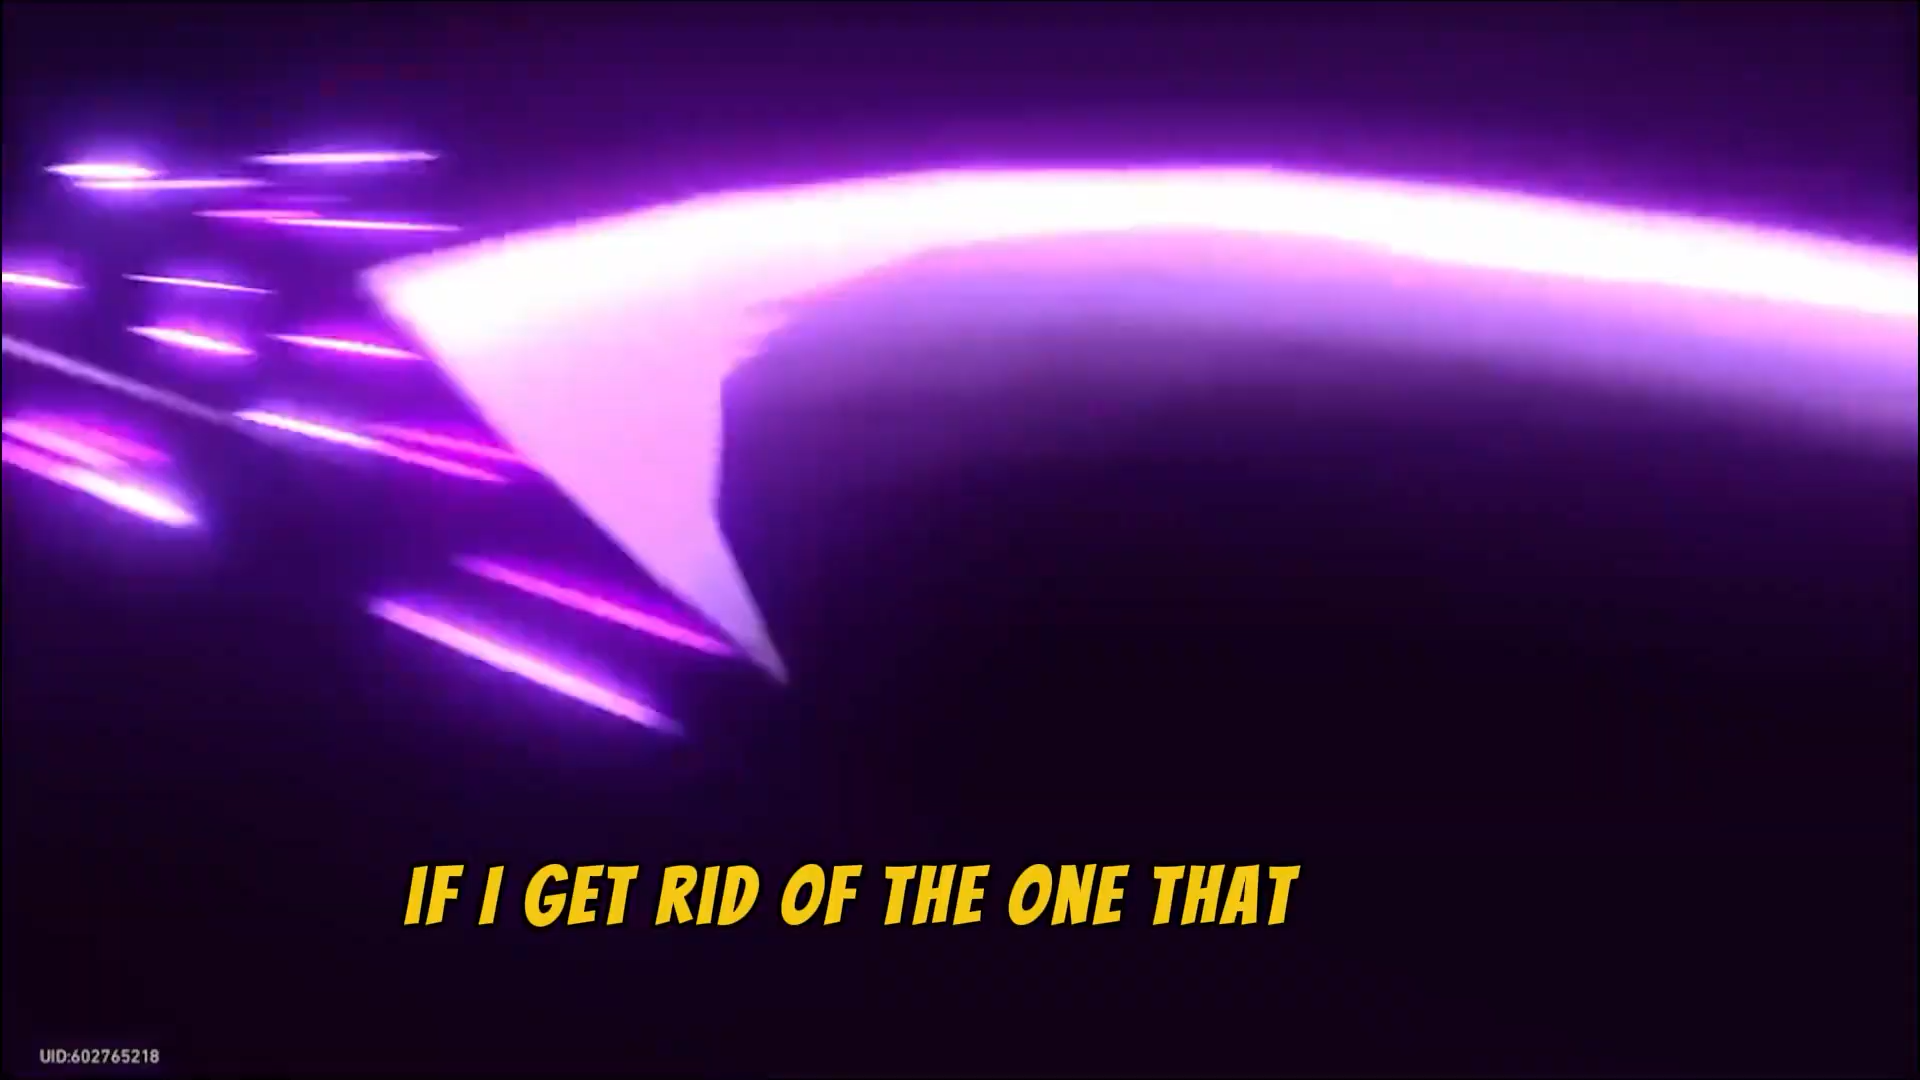 IF I GET RID OF THE ONE THAT
UID:602765218